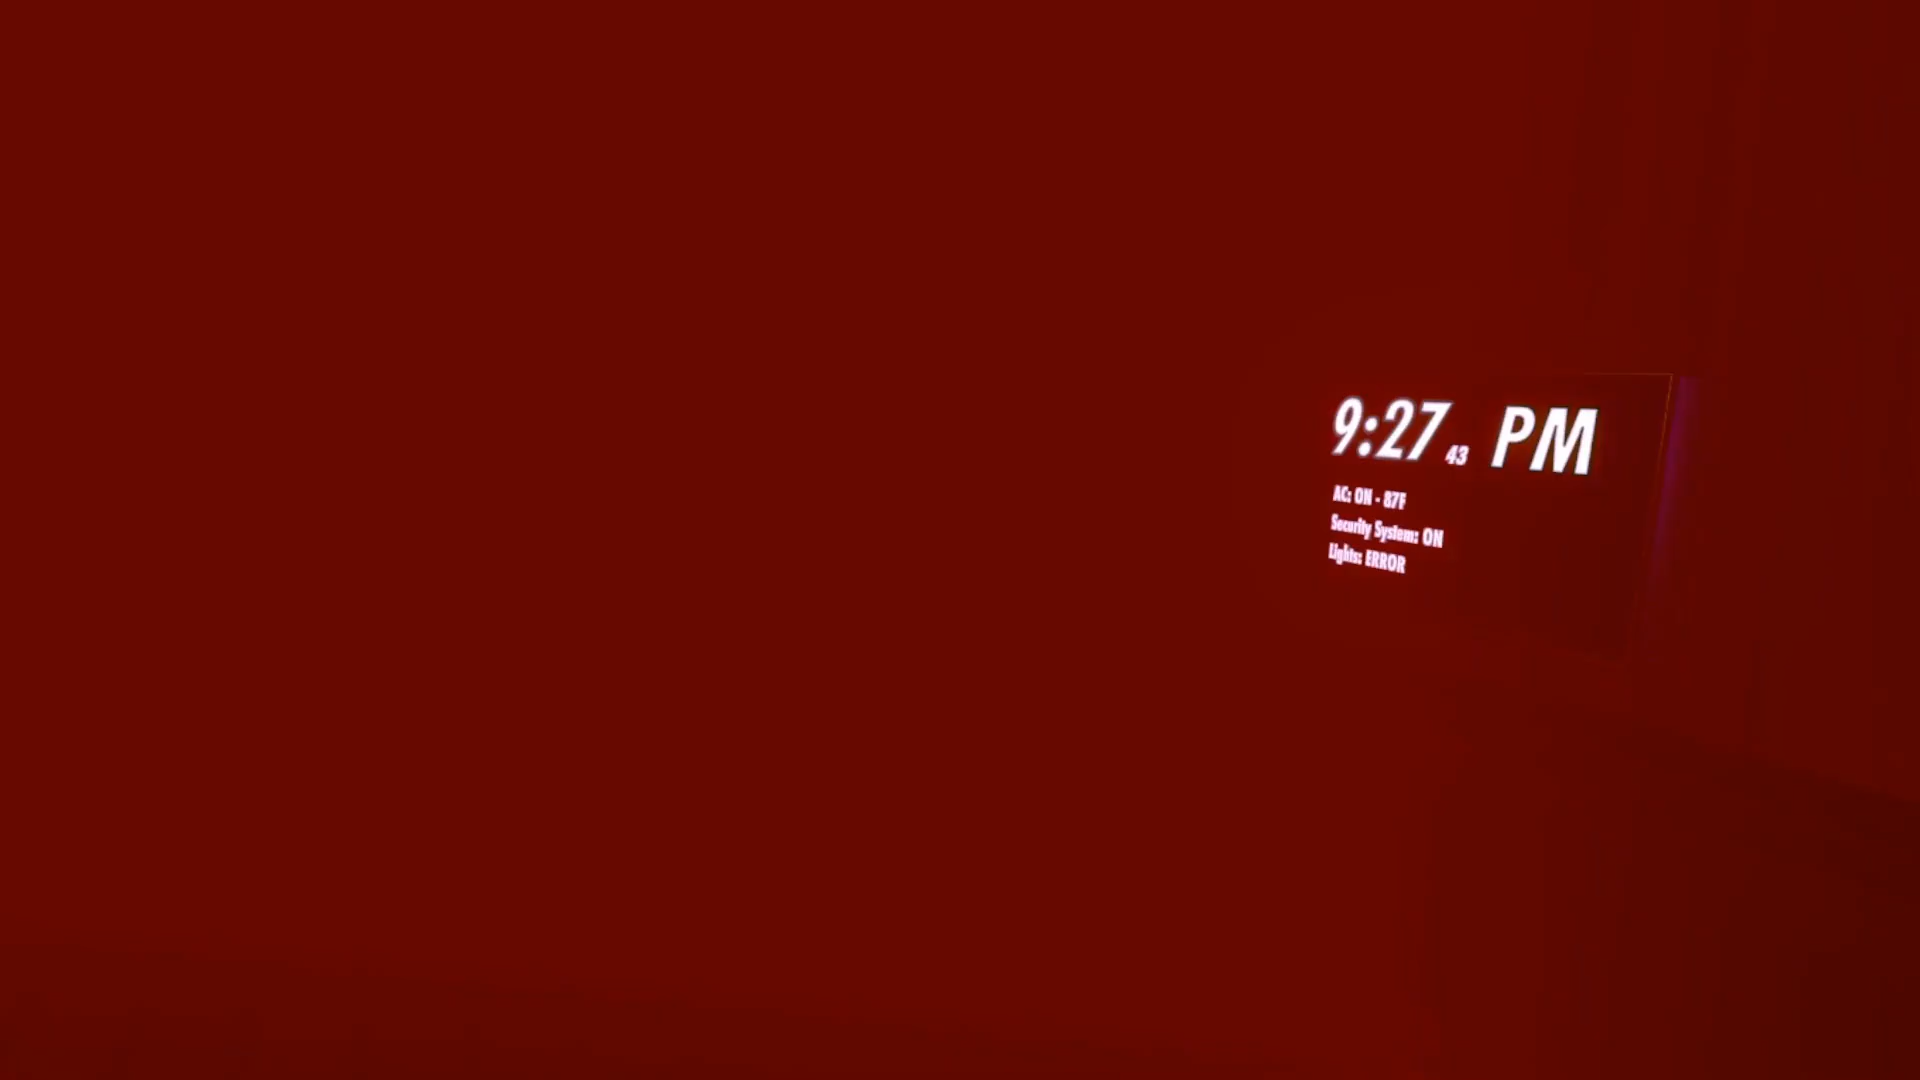 9:27 43 PM
AC: ON - 87F
Security System: ON
Lights: ERROR